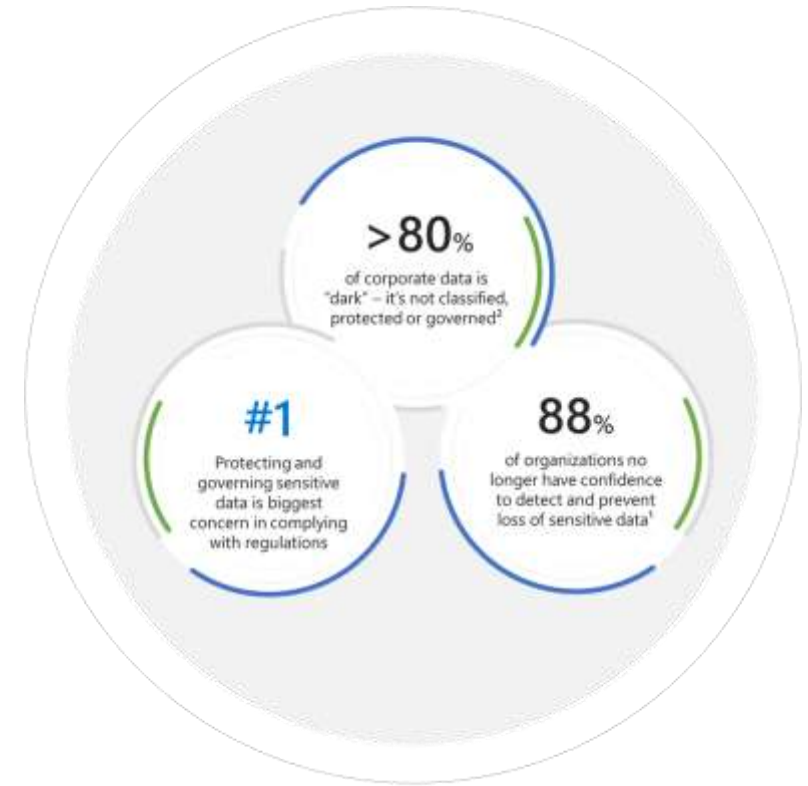 >80%
of corporate data is
"dark" – it's not classified,
protected or governed²
#1
Protecting and
governing sensitive
data is biggest
concern in complying
with regulations
88%
of organizations no
longer have confidence
to detect and prevent
loss of sensitive data¹